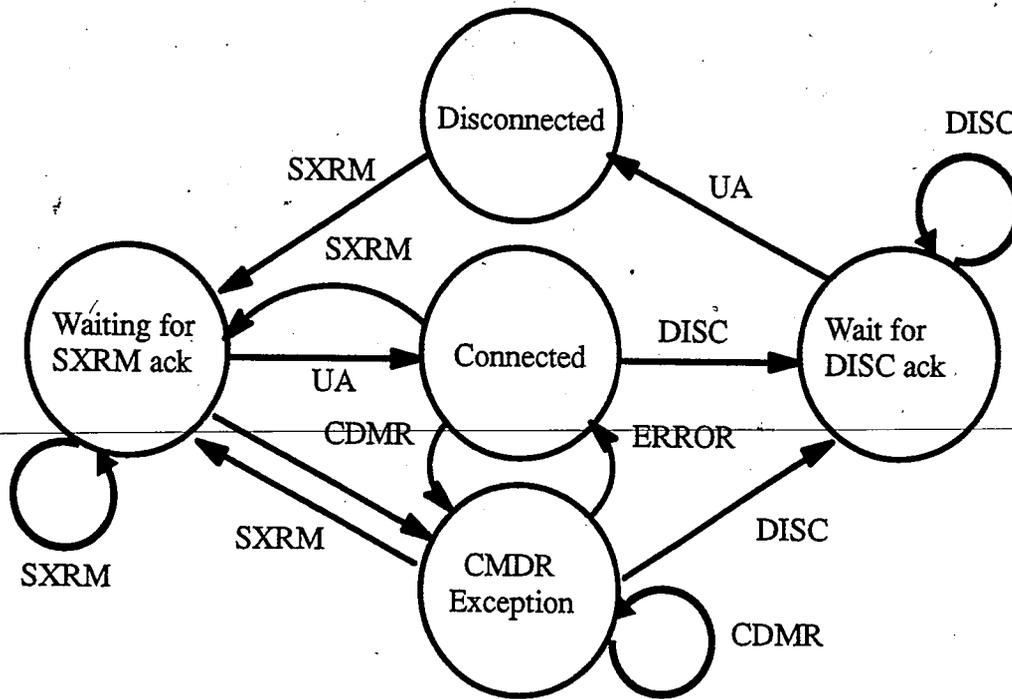 Disconnected
DISC
SXRM
UA
SXRM
Waiting for
SXRM ack
UA
Connected
DISC
Wait for
DISC ack
CDMR
ERROR
SXRM
SXRM
CMDR
Exception
DISC
CDMR